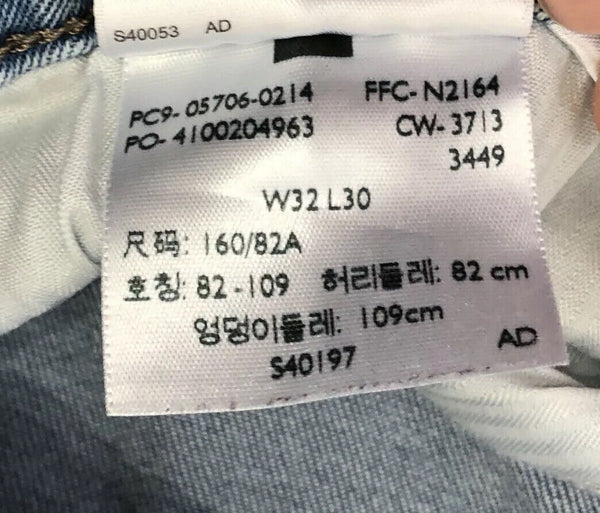 S40053 AD
PC9-05706-0214 FFC-N2164
PO-4100204963 CW-3713
3449
W32 L30
尺码: 160/82A
호칭: 82-109 허리둘레: 82 cm
엉덩이둘레: 109cm
S40197 AD